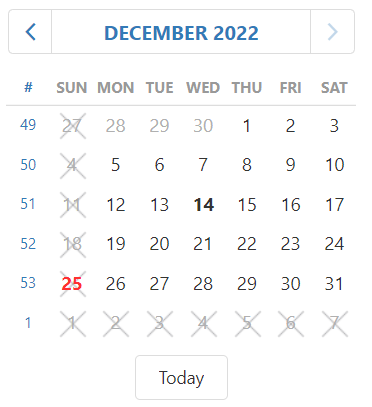 DECEMBER 2022
# SUN MON TUE WED THU FRI SAT
49 27 28 29 30 1 2 3
50 4 5 6 7 8 9 10
51 11 12 13 14 15 16 17
52 18 19 20 21 22 23 24
53 25 26 27 28 29 30 31
1 1 2 3 4 5 6 7
Today